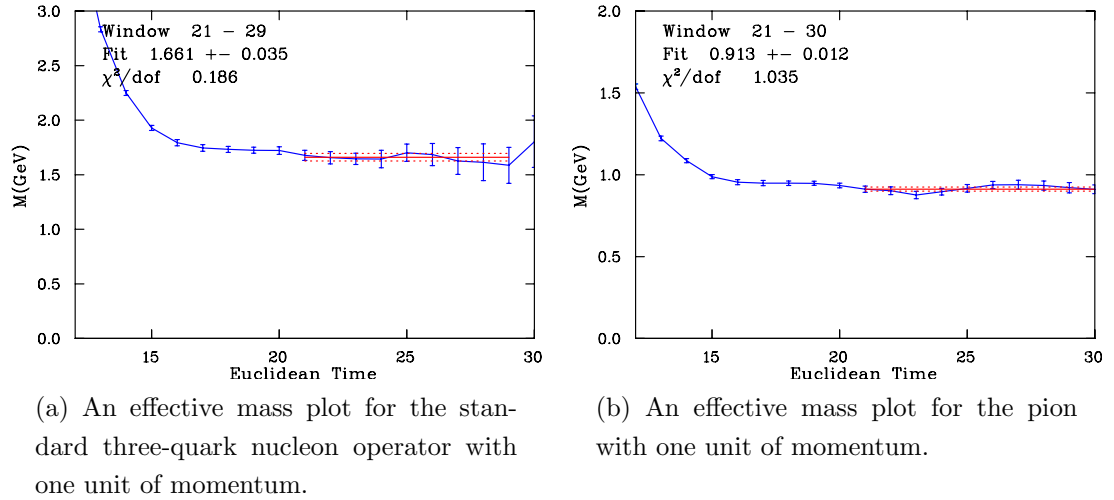 3.0
2.5
2.0
1.5
1.0
0.5
0.0
M(GeV)
Window 21 − 29
Fit 1.661 +− 0.035
χ²/dof 0.186
15 20 25 30
Euclidean Time
(a) An effective mass plot for the stan-
dard three-quark nucleon operator with
one unit of momentum.
2.0
1.5
1.0
0.5
0.0
M(GeV)
Window 21 − 30
Fit 0.913 +− 0.012
χ²/dof 1.035
15 20 25 30
Euclidean Time
(b) An effective mass plot for the pion
with one unit of momentum.